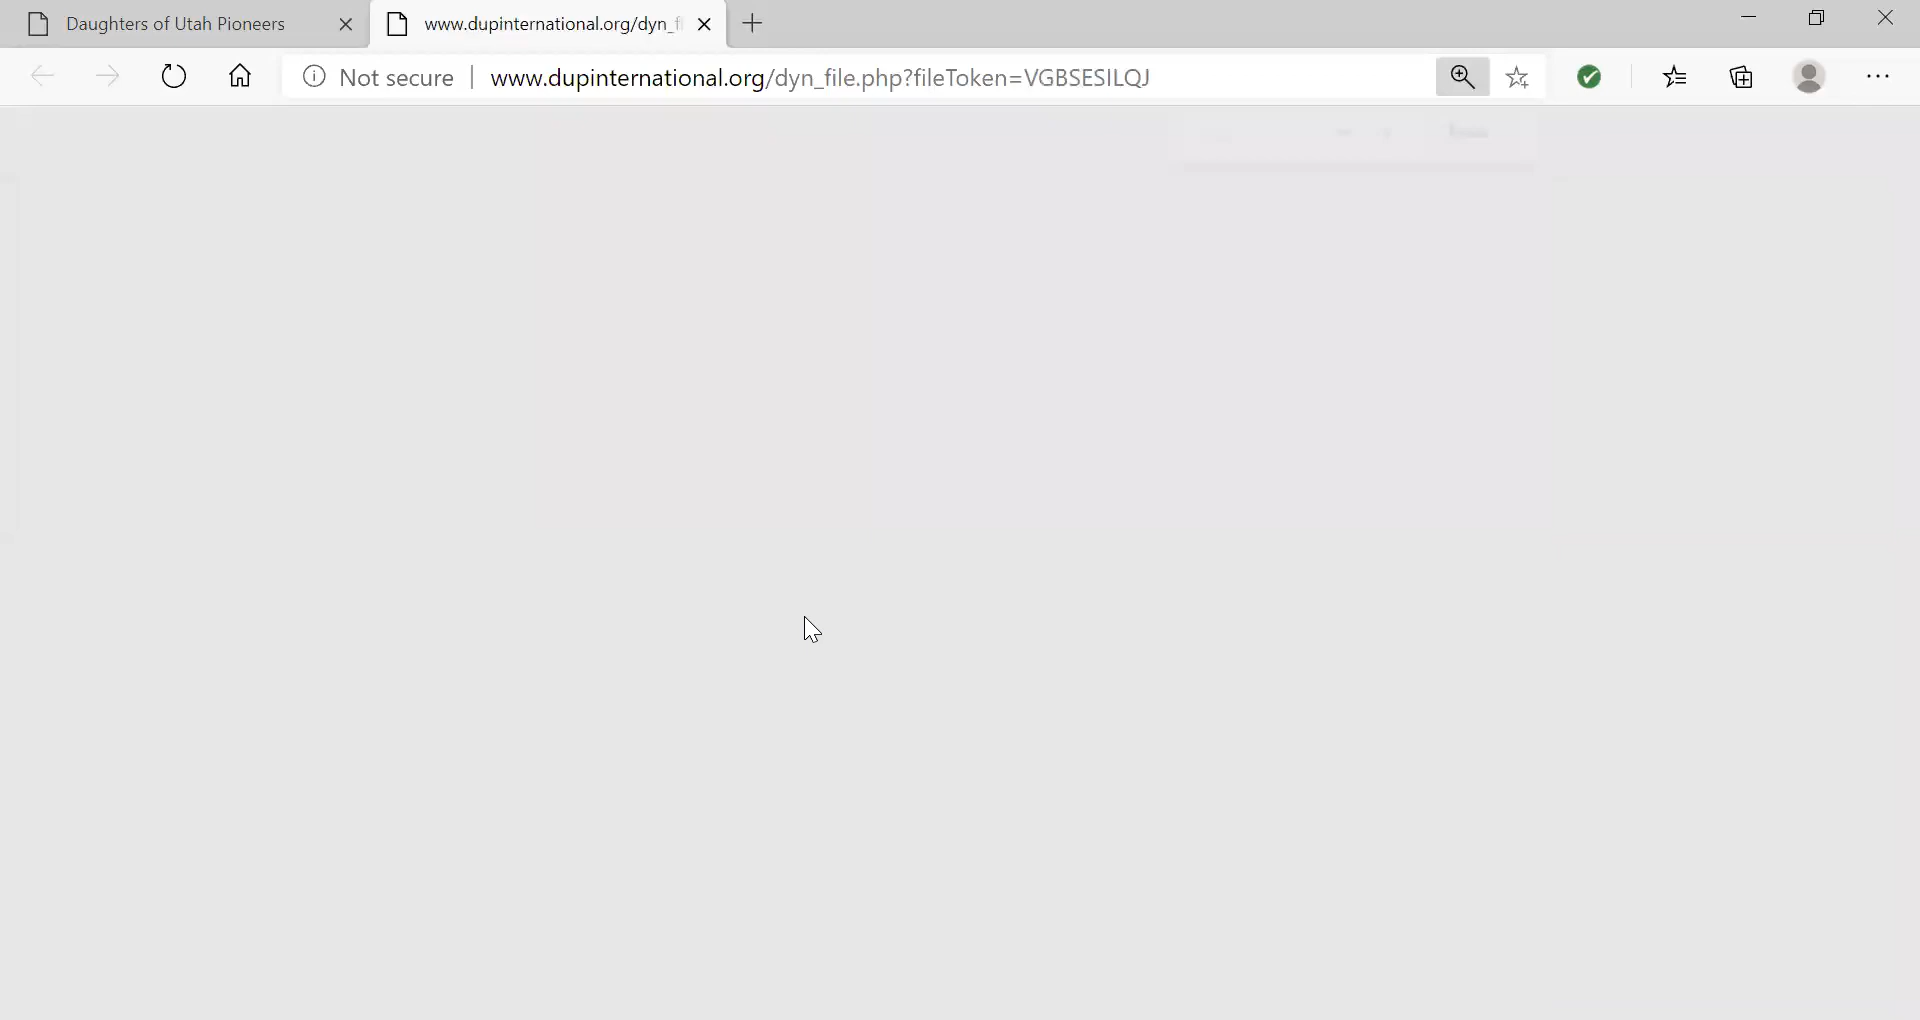 Daughters of Utah Pioneers
www.dupinternational.org/dyn_fi
Not secure
www.dupinternational.org/dyn_file.php?fileToken=VGBSESILQJ